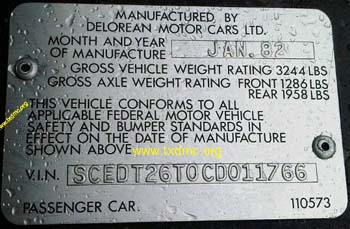 MANUFACTURED BY
DELOREAN MOTOR CARS LTD.
MONTH AND YEAR
OF MANUFACTURE JAN. 82
GROSS VEHICLE WEIGHT RATING 3244 LBS
GROSS AXLE WEIGHT RATING FRONT 1286 LBS
REAR 1958 LBS
THIS VEHICLE CONFORMS TO ALL
APPLICABLE FEDERAL MOTOR VEHICLE
SAFETY AND BUMPER STANDARDS IN
EFFECT ON THE DATE OF MANUFACTURE
SHOWN ABOVE
www.txdmc.org
V.I.N. SCEDT26T0CD011766
PASSENGER CAR. 110573
www.txdmc.org